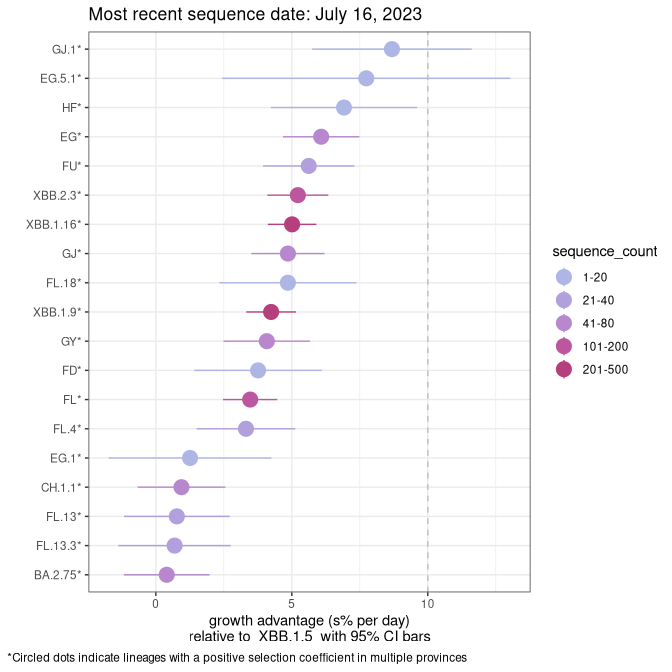 Most recent sequence date: July 16, 2023
GJ.1*
EG.5.1*
HF*
EG*
FU*
XBB.2.3*
XBB.1.16*
GJ*
FL.18*
XBB.1.9*
GY*
FD*
FL*
FL.4*
EG.1*
CH.1.1*
FL.13*
FL.13.3*
BA.2.75*
0 5 10
growth advantage (s% per day)
relative to XBB.1.5 with 95% CI bars
sequence_count
1-20
21-40
41-80
101-200
201-500
*Circled dots indicate lineages with a positive selection coefficient in multiple provinces